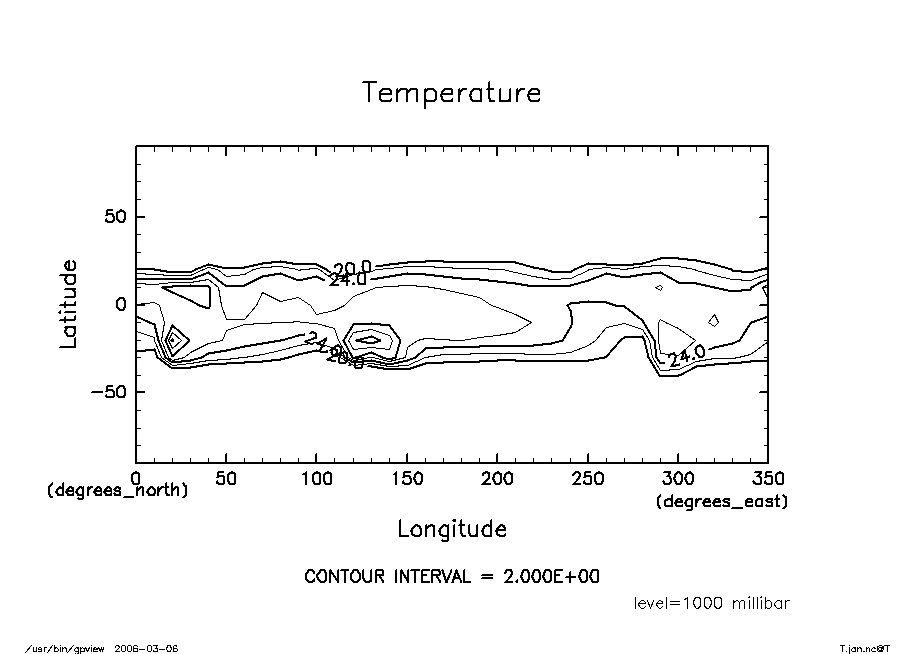 Temperature
50
0
−50
Latitude
20.0
24.0
24.0
20.0
24.0
0 50 100 150 200 250 300 350
(degrees_north)
(degrees_east)
Longitude
CONTOUR INTERVAL = 2.000E+00
level=1000 millibar
/usr/bin/gpview 2006−03−06
T.jan.nc@T